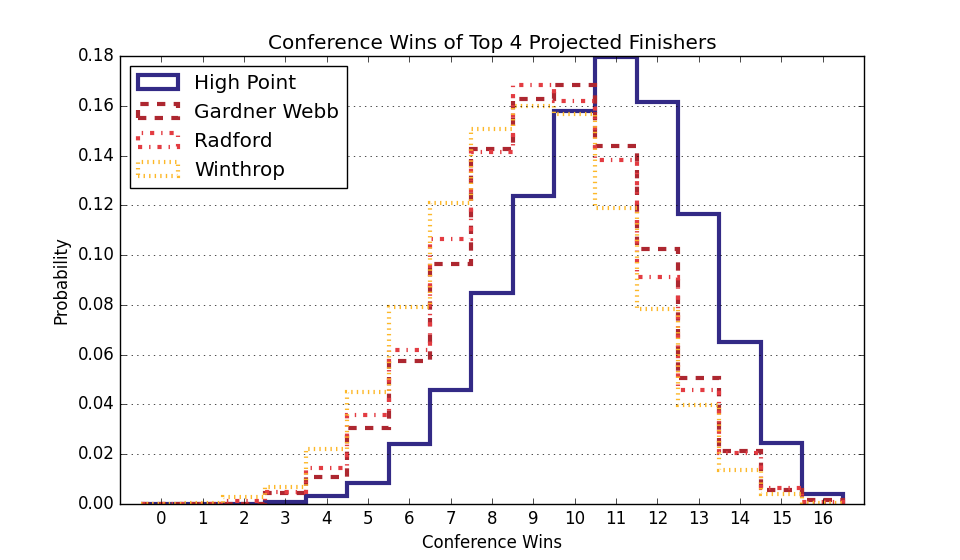 Conference Wins of Top 4 Projected Finishers
High Point
Gardner Webb
Radford
Winthrop
Probability
0.18
0.16
0.14
0.12
0.10
0.08
0.06
0.04
0.02
0.00
0 1 2 3 4 5 6 7 8 9 10 11 12 13 14 15 16
Conference Wins